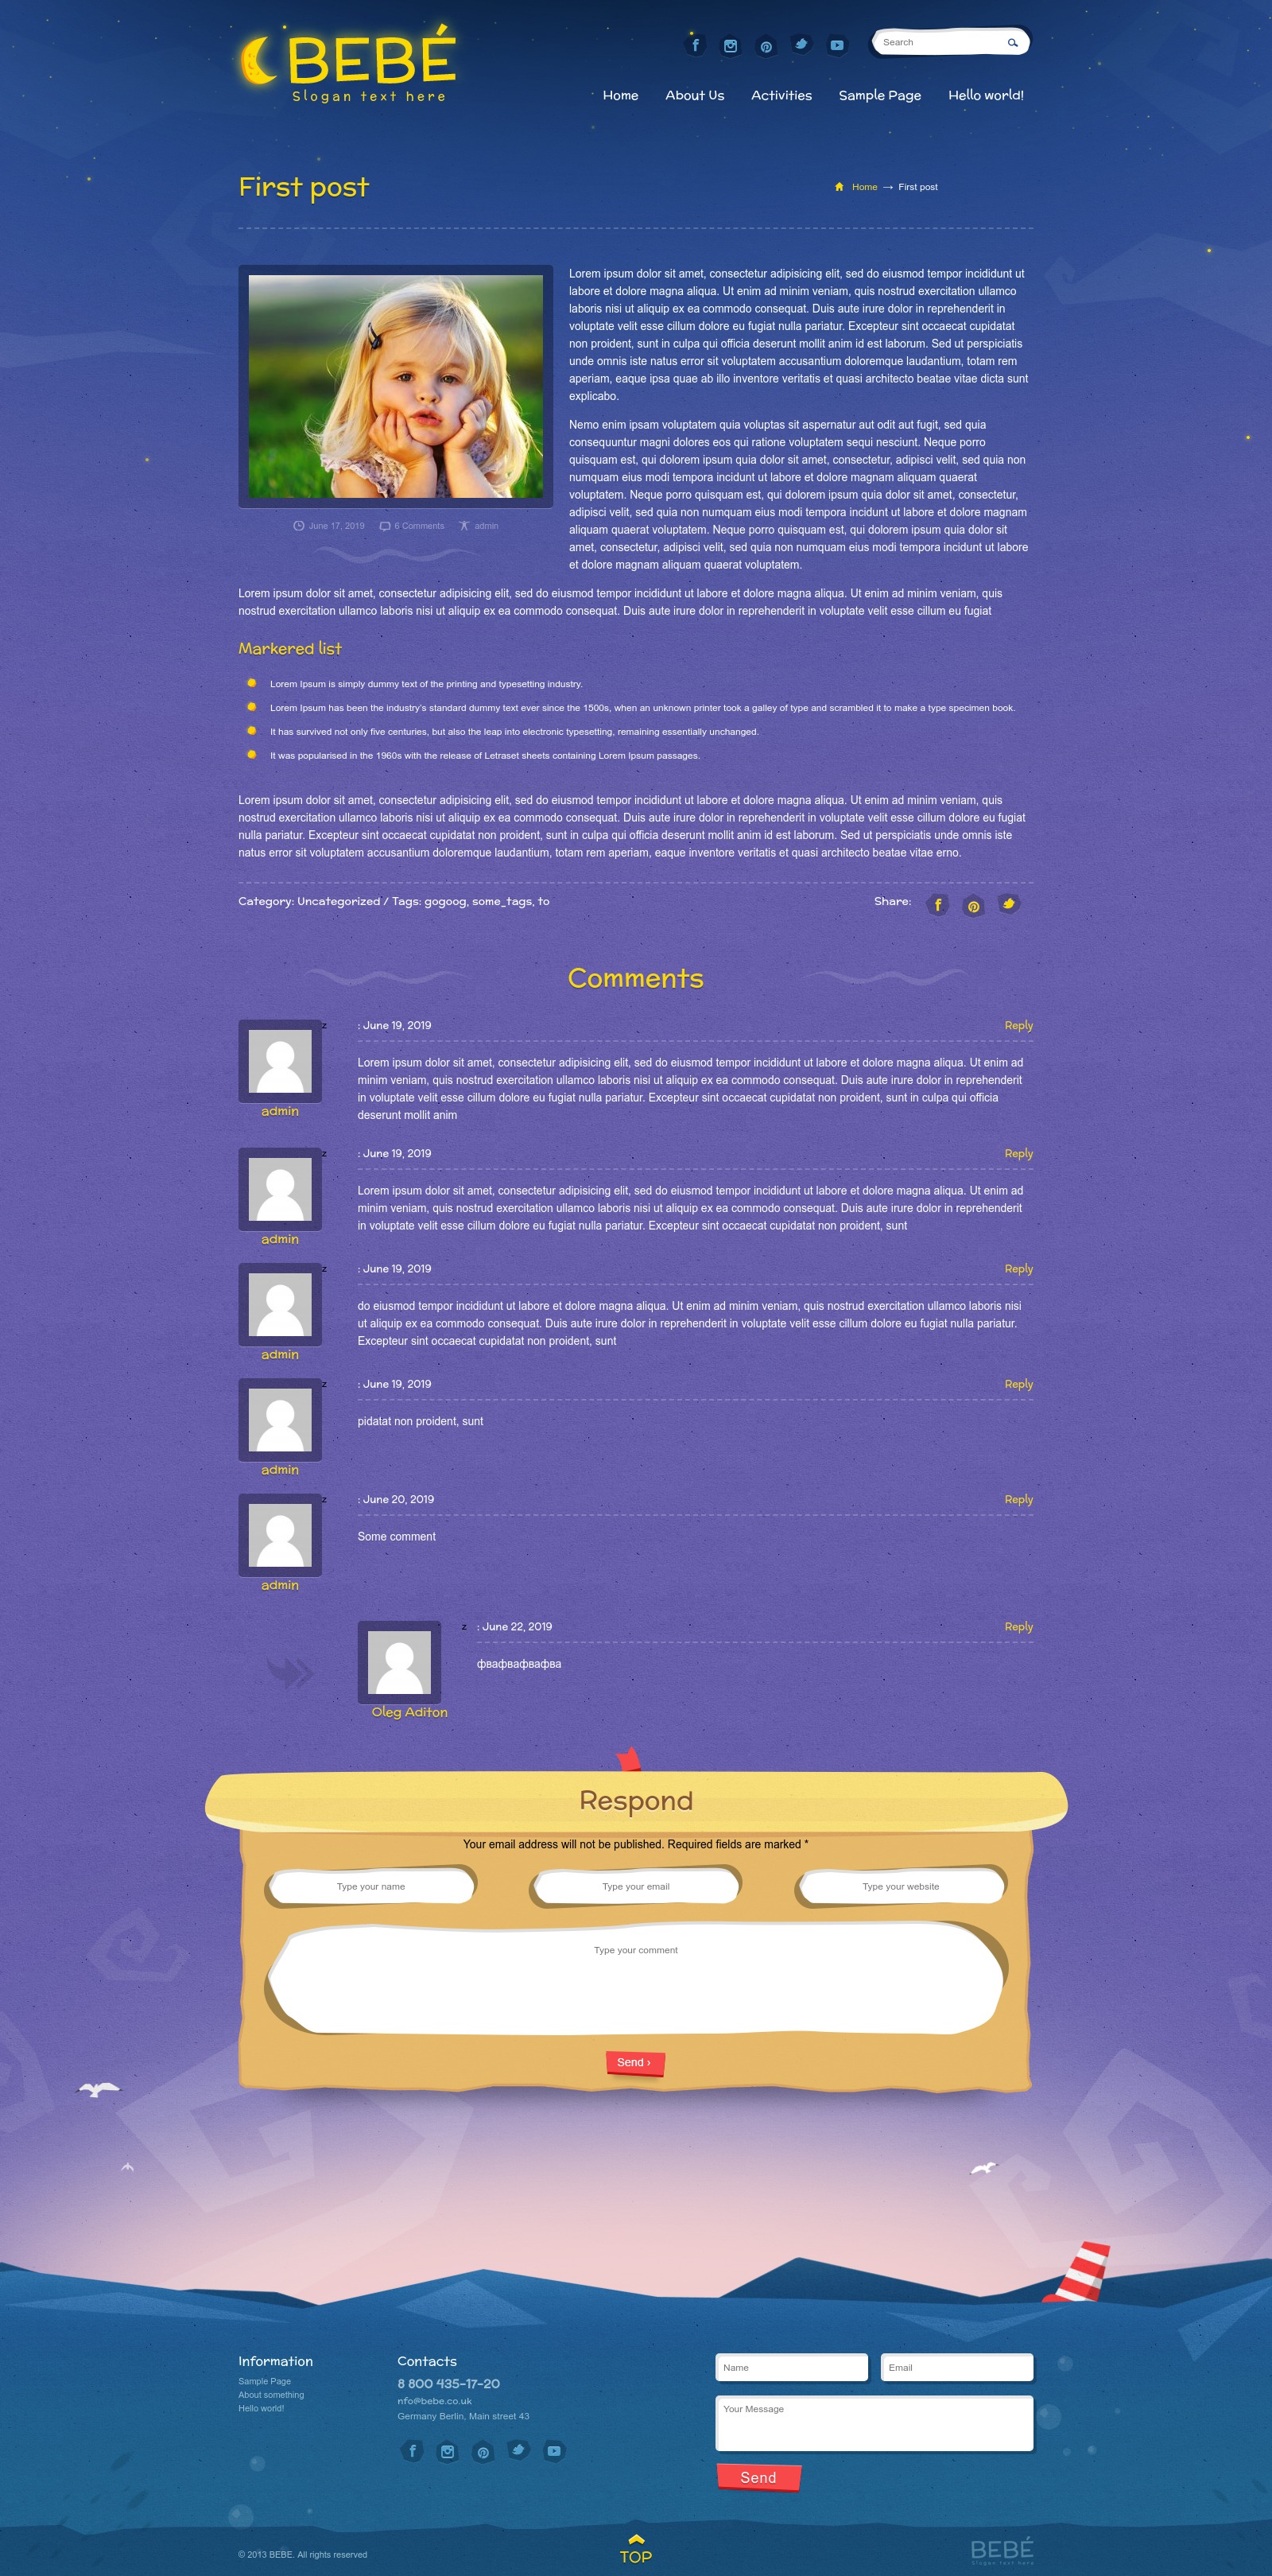 BEBÉ
Slogan text here
Search
Home About Us Activities Sample Page Hello world!
First post
Home → First post
Lorem ipsum dolor sit amet, consectetur adipisicing elit, sed do eiusmod tempor incididunt ut
labore et dolore magna aliqua. Ut enim ad minim veniam, quis nostrud exercitation ullamco
laboris nisi ut aliquip ex ea commodo consequat. Duis aute irure dolor in reprehenderit in
voluptate velit esse cillum dolore eu fugiat nulla pariatur. Excepteur sint occaecat cupidatat
non proident, sunt in culpa qui officia deserunt mollit anim id est laborum. Sed ut perspiciatis
unde omnis iste natus error sit voluptatem accusantium doloremque laudantium, totam rem
aperiam, eaque ipsa quae ab illo inventore veritatis et quasi architecto beatae vitae dicta sunt
explicabo.
Nemo enim ipsam voluptatem quia voluptas sit aspernatur aut odit aut fugit, sed quia
consequuntur magni dolores eos qui ratione voluptatem sequi nesciunt. Neque porro
quisquam est, qui dolorem ipsum quia dolor sit amet, consectetur, adipisci velit, sed quia non
numquam eius modi tempora incidunt ut labore et dolore magnam aliquam quaerat
voluptatem. Neque porro quisquam est, qui dolorem ipsum quia dolor sit amet, consectetur,
adipisci velit, sed quia non numquam eius modi tempora incidunt ut labore et dolore magnam
aliquam quaerat voluptatem. Neque porro quisquam est, qui dolorem ipsum quia dolor sit
amet, consectetur, adipisci velit, sed quia non numquam eius modi tempora incidunt ut labore
et dolore magnam aliquam quaerat voluptatem.
June 17, 2019 6 Comments admin
Lorem ipsum dolor sit amet, consectetur adipisicing elit, sed do eiusmod tempor incididunt ut labore et dolore magna aliqua. Ut enim ad minim veniam, quis
nostrud exercitation ullamco laboris nisi ut aliquip ex ea commodo consequat. Duis aute irure dolor in reprehenderit in voluptate velit esse cillum eu fugiat
Markered list
Lorem Ipsum is simply dummy text of the printing and typesetting industry.
Lorem Ipsum has been the industry's standard dummy text ever since the 1500s, when an unknown printer took a galley of type and scrambled it to make a type specimen book.
It has survived not only five centuries, but also the leap into electronic typesetting, remaining essentially unchanged.
It was popularised in the 1960s with the release of Letraset sheets containing Lorem Ipsum passages.
Lorem ipsum dolor sit amet, consectetur adipisicing elit, sed do eiusmod tempor incididunt ut labore et dolore magna aliqua. Ut enim ad minim veniam, quis
nostrud exercitation ullamco laboris nisi ut aliquip ex ea commodo consequat. Duis aute irure dolor in reprehenderit in voluptate velit esse cillum dolore eu fugiat
nulla pariatur. Excepteur sint occaecat cupidatat non proident, sunt in culpa qui officia deserunt mollit anim id est laborum. Sed ut perspiciatis unde omnis iste
natus error sit voluptatem accusantium doloremque laudantium, totam rem aperiam, eaque inventore veritatis et quasi architecto beatae vitae erno.
Category: Uncategorized / Tags: gogoog, some_tags, to
Share:
Comments
z : June 19, 2019 Reply
Lorem ipsum dolor sit amet, consectetur adipisicing elit, sed do eiusmod tempor incididunt ut labore et dolore magna aliqua. Ut enim ad
minim veniam, quis nostrud exercitation ullamco laboris nisi ut aliquip ex ea commodo consequat. Duis aute irure dolor in reprehenderit
in voluptate velit esse cillum dolore eu fugiat nulla pariatur. Excepteur sint occaecat cupidatat non proident, sunt in culpa qui officia
deserunt mollit anim
admin
z : June 19, 2019 Reply
Lorem ipsum dolor sit amet, consectetur adipisicing elit, sed do eiusmod tempor incididunt ut labore et dolore magna aliqua. Ut enim ad
minim veniam, quis nostrud exercitation ullamco laboris nisi ut aliquip ex ea commodo consequat. Duis aute irure dolor in reprehenderit
in voluptate velit esse cillum dolore eu fugiat nulla pariatur. Excepteur sint occaecat cupidatat non proident, sunt
admin
z : June 19, 2019 Reply
do eiusmod tempor incididunt ut labore et dolore magna aliqua. Ut enim ad minim veniam, quis nostrud exercitation ullamco laboris nisi
ut aliquip ex ea commodo consequat. Duis aute irure dolor in reprehenderit in voluptate velit esse cillum dolore eu fugiat nulla pariatur.
Excepteur sint occaecat cupidatat non proident, sunt
admin
z : June 19, 2019 Reply
pidatat non proident, sunt
admin
z : June 20, 2019 Reply
Some comment
admin
z : June 22, 2019 Reply
фвафвафвафва
Oleg Aditon
Respond
Your email address will not be published. Required fields are marked *
Type your name Type your email Type your website
Type your comment
Send ›
Information
Sample Page
About something
Hello world!
Contacts
8 800 435-17-20
nfo@bebe.co.uk
Germany Berlin, Main street 43
Name Email
Your Message
Send
© 2013 BEBE. All rights reserved
TOP
BEBÉ
Slogan text here